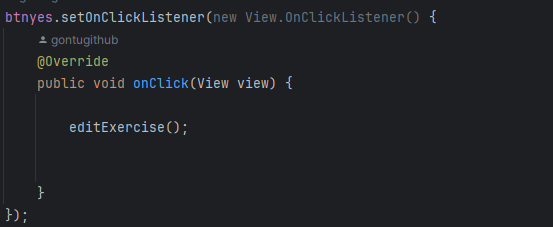 btnyes.setOnClickListener(new View.OnClickListener() {
gontugithub
@Override
public void onClick(View view) {
editExercise();
}
});